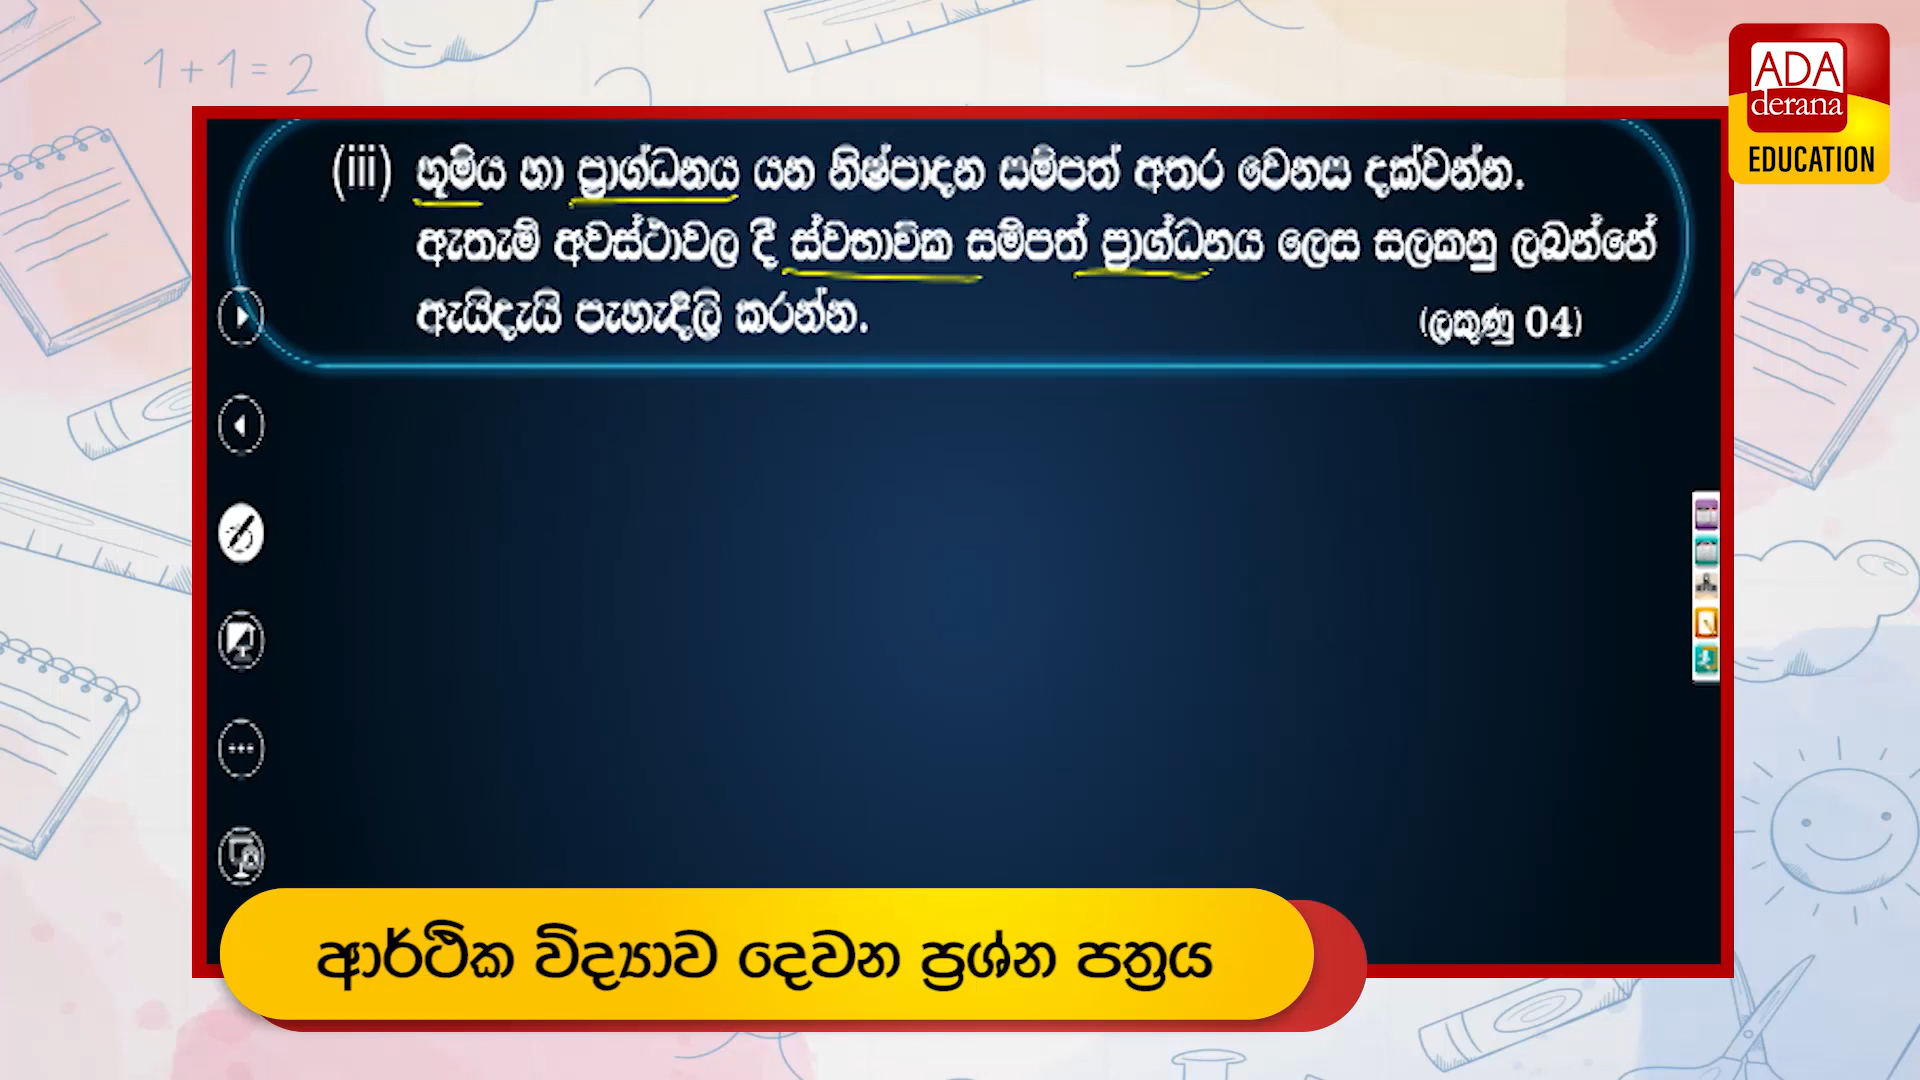 1+1=2
ADA
derana
EDUCATION
(iii) භූමිය හා ප්‍රාග්ධනය යන නිෂ්පාදන සම්පත් අතර වෙනස දක්වන්න.
ඇතැම් අවස්ථාවල දී ස්වභාවික සම්පත් ප්‍රාග්ධනය ලෙස සලකනු ලබන්නේ
ඇයිදැයි පැහැදිලි කරන්න.
(ලකුණු 04)
ආර්ථික විද්‍යාව දෙවන ප්‍රශ්න පත්‍රය